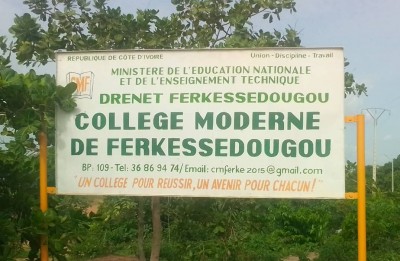 REPUBLIQUE DE CÔTE D'IVOIRE
Union - Discipline - Travail
MINISTERE DE L'EDUCATION NATIONALE
ET DE L'ENSEIGNEMENT TECHNIQUE
DRENET FERKESSEDOUGOU
COLLEGE MODERNE
DE FERKESSEDOUGOU
BP: 109 - Tel: 36 86 94 74 / Email: cmferke2015@gmail.com
"UN COLLEGE POUR REUSSIR, UN AVENIR POUR CHACUN!"